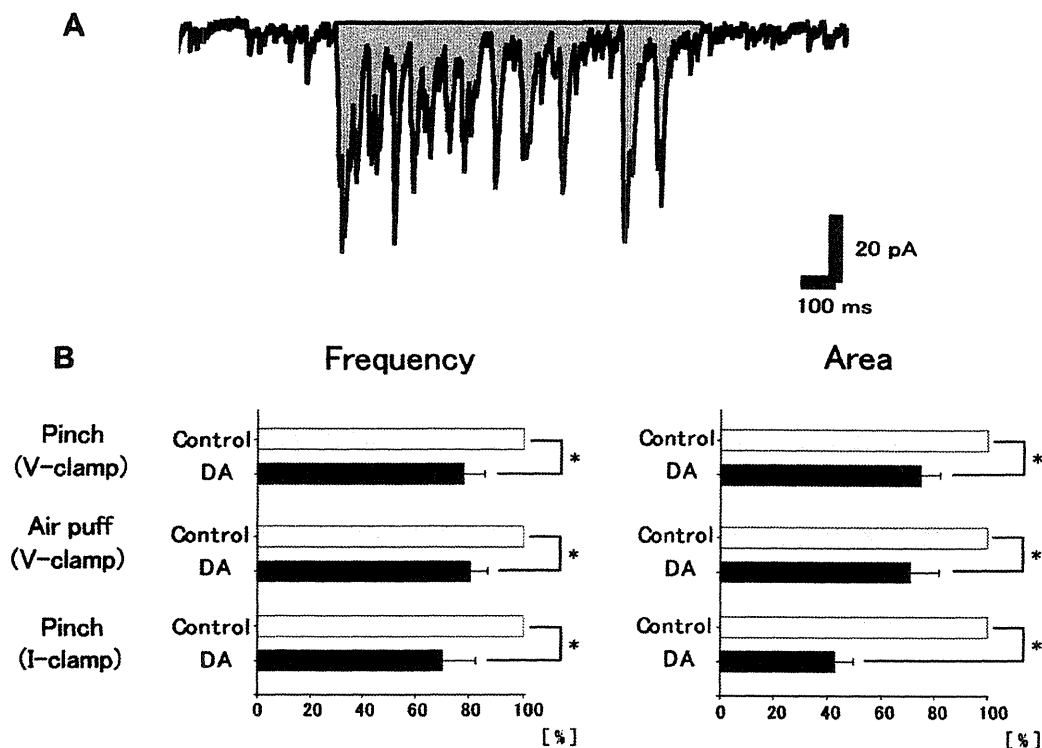 A
20 pA
100 ms
B
Frequency
Area
Pinch
(V-clamp)
Control
DA
*
Control
DA
*
Air puff
(V-clamp)
Control
DA
*
Control
DA
*
Pinch
(I-clamp)
Control
DA
*
Control
DA
*
0 20 40 60 80 100
[%]
0 20 40 60 80 100
[%]